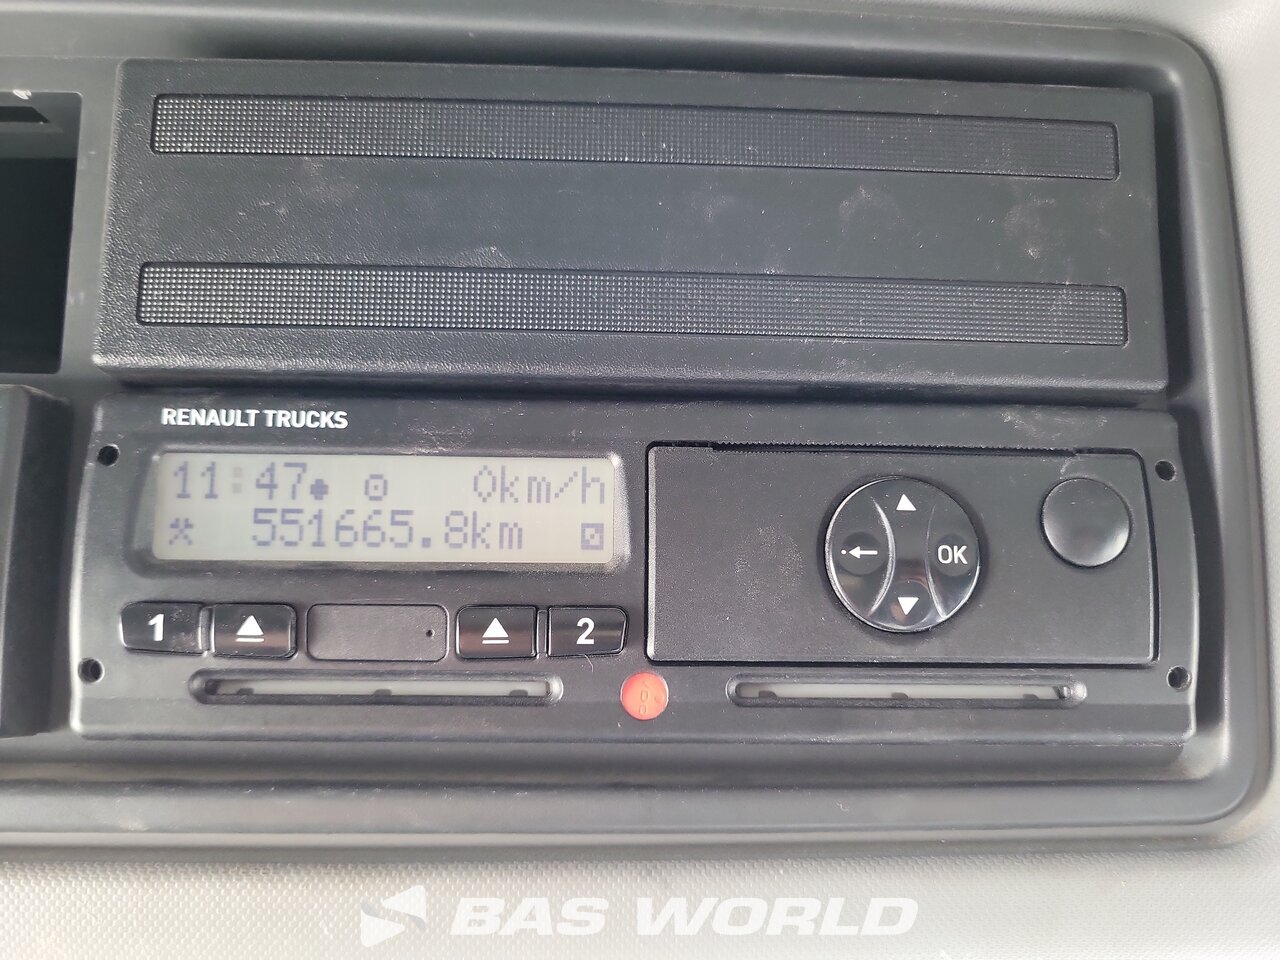 RENAULT TRUCKS
11:47 0km/h
551665.8km
1
2
OK
BAS WORLD